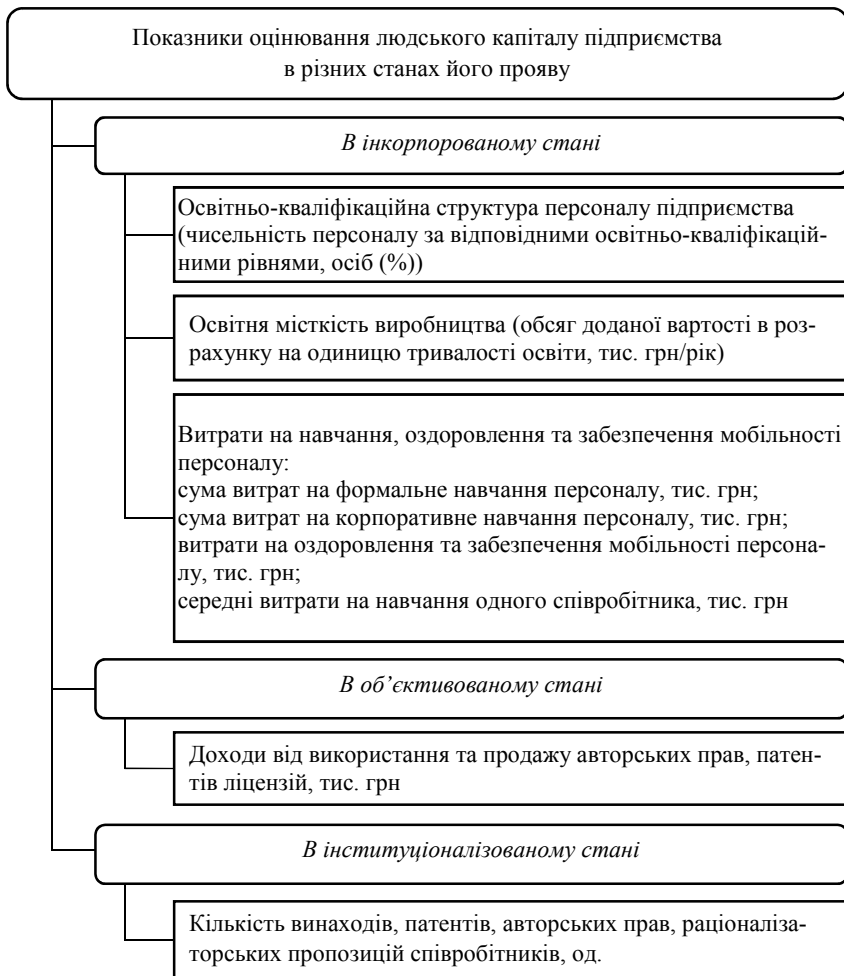 Показники оцінювання людського капіталу підприємства
в різних станах його прояву
В інкорпорованому стані
Освітньо-кваліфікаційна структура персоналу підприємства
(чисельність персоналу за відповідними освітньо-кваліфікацій-
ними рівнями, осіб (%))
Освітня місткість виробництва (обсяг доданої вартості в роз-
рахунку на одиницю тривалості освіти, тис. грн/рік)
Витрати на навчання, оздоровлення та забезпечення мобільності
персоналу:
сума витрат на формальне навчання персоналу, тис. грн;
сума витрат на корпоративне навчання персоналу, тис. грн;
витрати на оздоровлення та забезпечення мобільності персона-
лу, тис. грн;
середні витрати на навчання одного співробітника, тис. грн
В об’єктивованому стані
Доходи від використання та продажу авторських прав, патен-
тів ліцензій, тис. грн
В інституціоналізованому стані
Кількість винаходів, патентів, авторських прав, раціоналіза-
торських пропозицій співробітників, од.